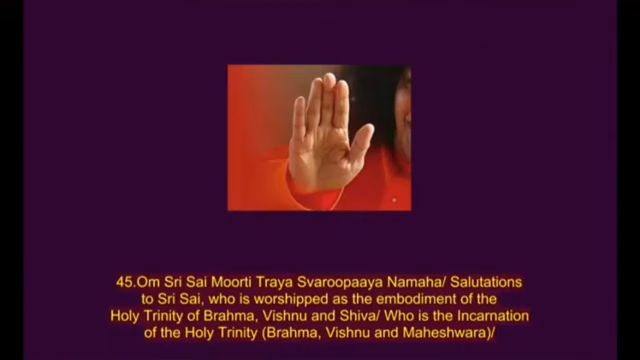 45.Om Sri Sai Moorti Traya Svaroopaaya Namaha/ Salutations
to Sri Sai, who is worshipped as the embodiment of the
Holy Trinity of Brahma, Vishnu and Shiva/ Who is the Incarnation
of the Holy Trinity (Brahma, Vishnu and Maheshwara)/